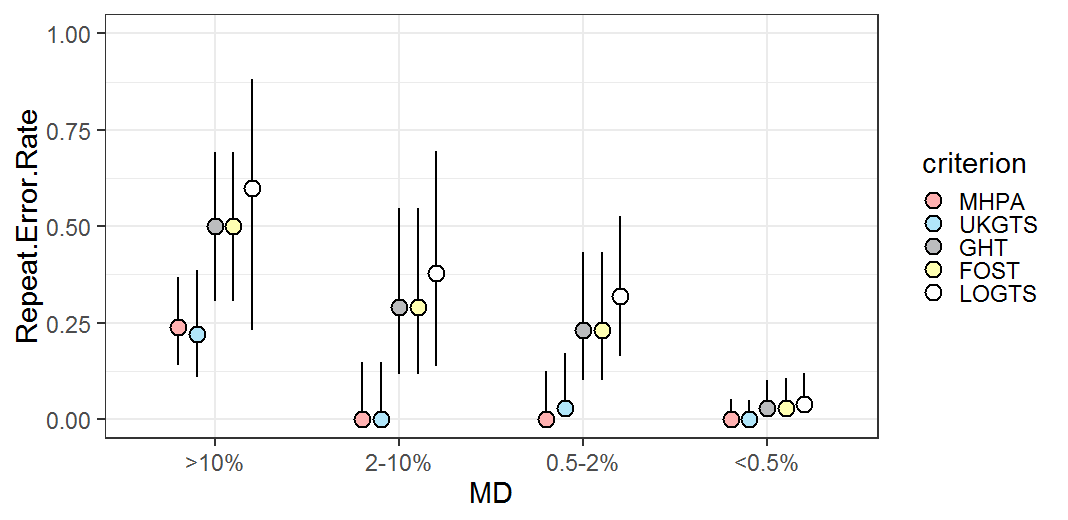 Repeat.Error.Rate
1.00
0.75
0.50
0.25
0.00
>10%
2-10%
0.5-2%
<0.5%
MD
criterion
MHPA
UKGTS
GHT
FOST
LOGTS